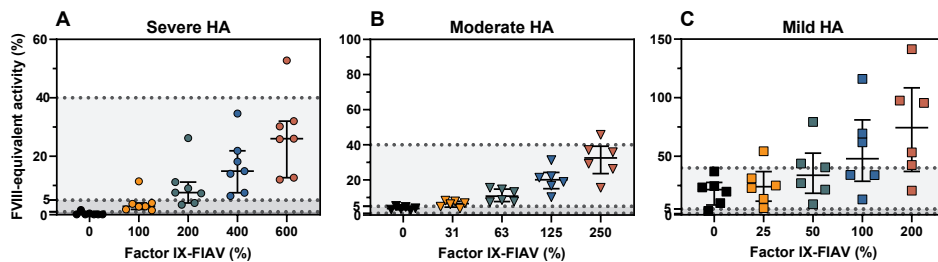 A Severe HA
FVIII-equivalent activity (%)
60
40
20
5
1
0
0 100 200 400 600
Factor IX-FIAV (%)
B Moderate HA
100
80
60
40
20
5
1
0
0 31 63 125 250
Factor IX-FIAV (%)
C Mild HA
150
100
50
5
0
0 25 50 100 200
Factor IX-FIAV (%)